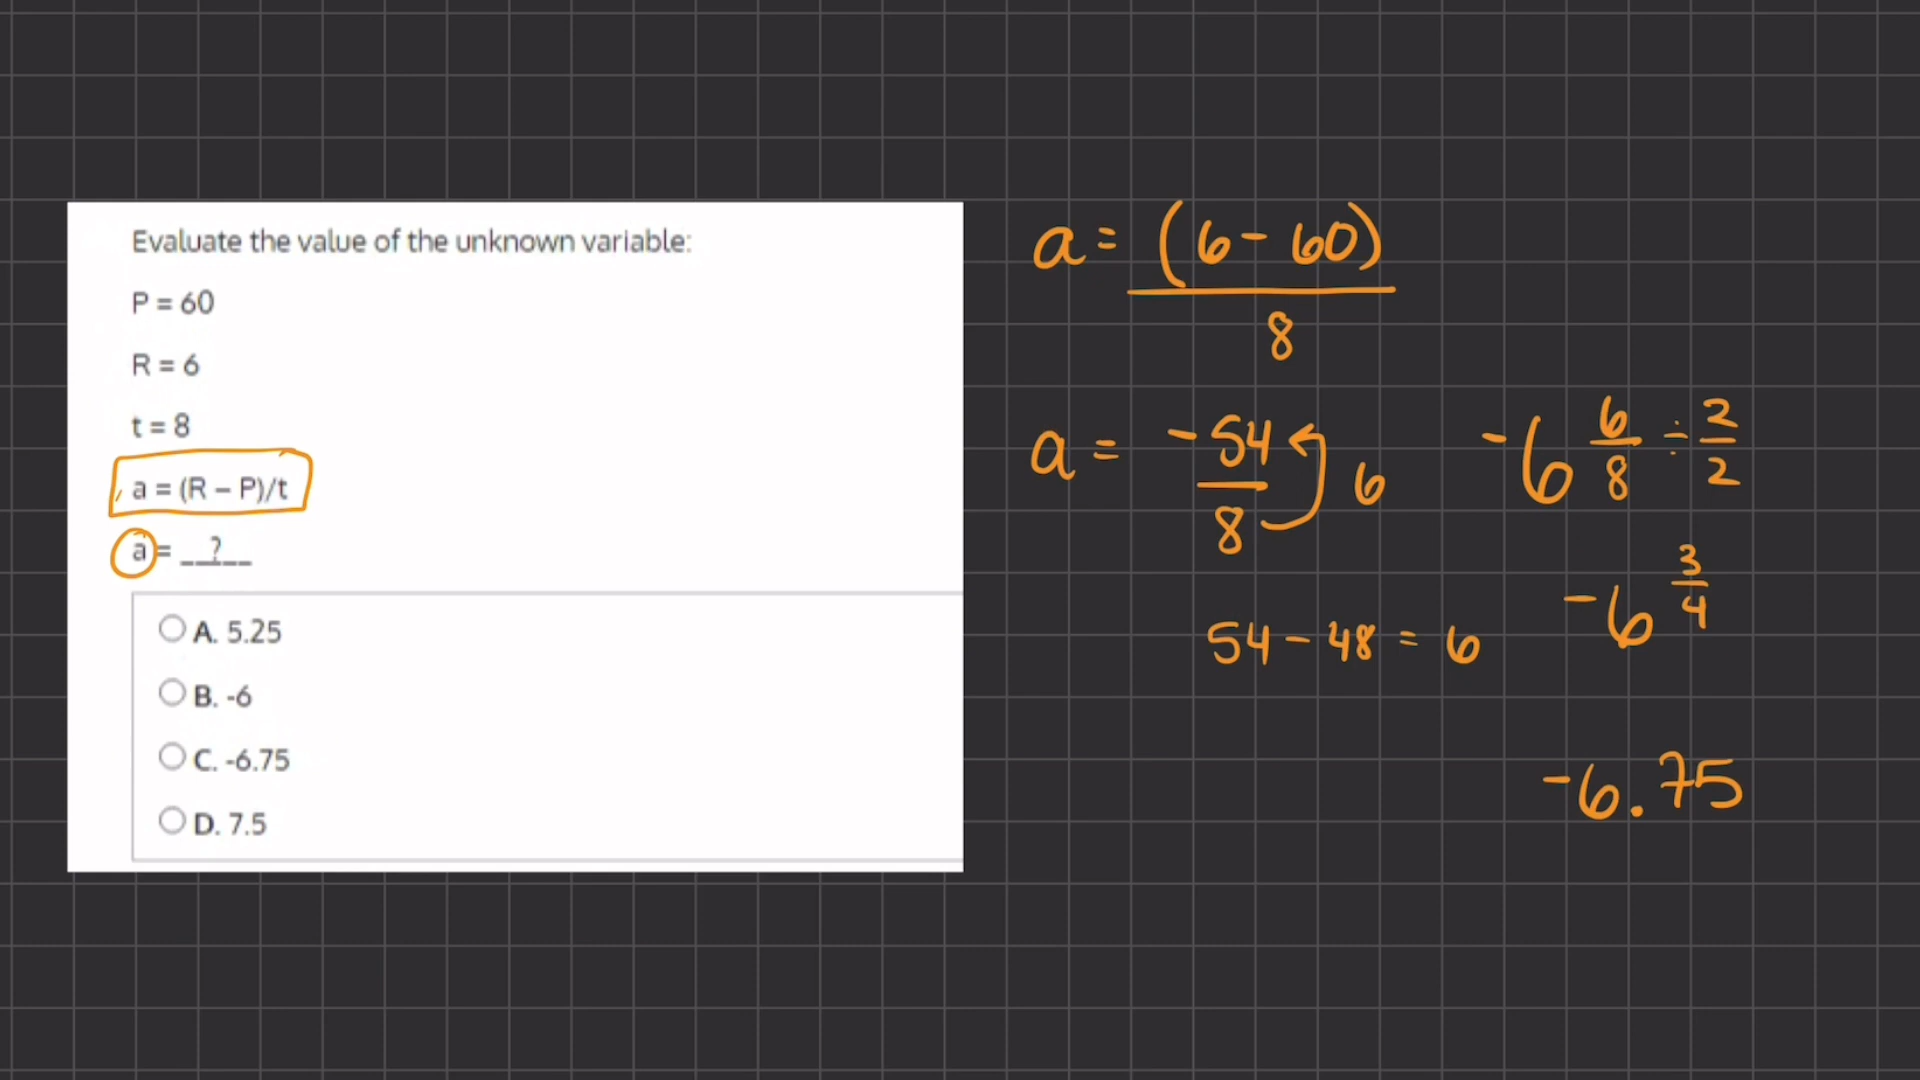 Evaluate the value of the unknown variable:
P = 60
R = 6
t = 8
a = (R – P)/t
a = __?__
A. 5.25
B. -6
C. -6.75
D. 7.5
a = (6 - 60)
8
a = -54
8
6
54 - 48 = 6
-6 6/8 ÷ 2/2
-6 3/4
-6.75